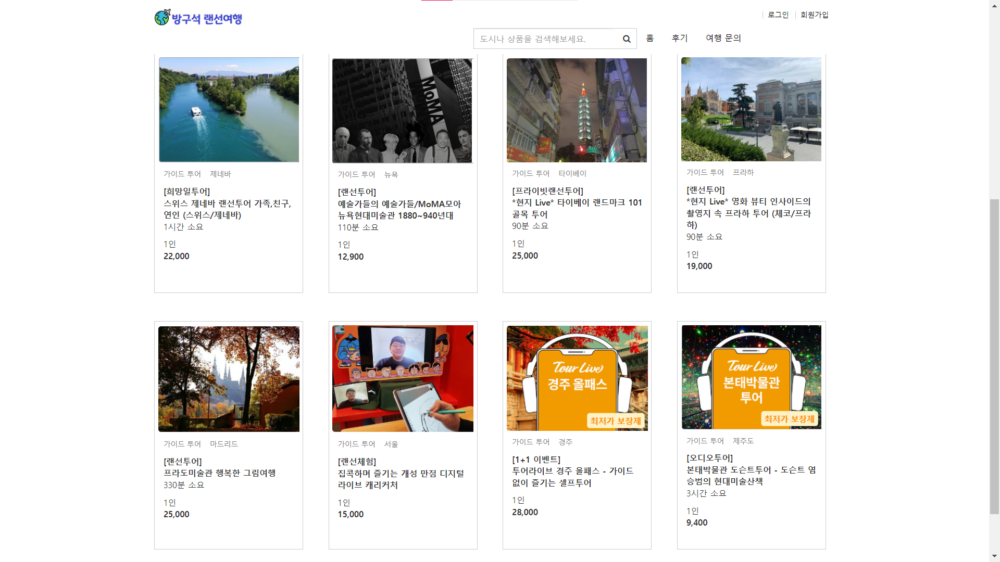 방구석 랜선여행
로그인
회원가입
도시나 상품을 검색해보세요.
홈
후기
여행 문의
MoMA
가이드 투어 제네바
[희망일투어]
스위스 제네바 랜선투어 가족,친구,
연인 (스위스/제네바)
1시간 소요
1인
22,000
가이드 투어 뉴욕
[랜선투어]
예술가들의 예술가들/MoMA모아
뉴욕현대미술관 1880~940년대
110분 소요
1인
12,900
가이드 투어 타이베이
[프라이빗랜선투어]
*현지 Live* 타이베이 랜드마크 101
골목 투어
90분 소요
1인
25,000
가이드 투어 프라하
[랜선투어]
*현지 Live* 영화 뷰티 인사이드의
촬영지 속 프라하 투어 (체코/프라
하)
90분 소요
1인
19,000
가이드 투어 마드리드
[랜선투어]
프라도미술관 행복한 그림여행
330분 소요
1인
25,000
가이드 투어 서울
[랜선체험]
집콕하며 즐기는 개성 만점 디지털
라이브 캐리커처
1인
15,000
Tour Live
경주 올패스
최저가 보장제
가이드 투어 경주
[1+1 이벤트]
투어라이브 경주 올패스 - 가이드
없이 즐기는 셀프투어
1인
28,000
Tour Live
본태박물관
투어
최저가 보장제
가이드 투어 제주도
[오디오투어]
본태박물관 도슨트투어 - 도슨트 염
승범의 현대미술산책
3시간 소요
1인
9,400